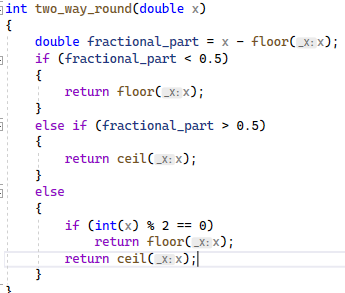 int two_way_round(double x)
{
double fractional_part = x - floor(_X: x);
if (fractional_part < 0.5)
{
return floor(_X: x);
}
else if (fractional_part > 0.5)
{
return ceil(_X: x);
}
else
{
if (int(x) % 2 == 0)
return floor(_X: x);
return ceil(_X: x);
}
}